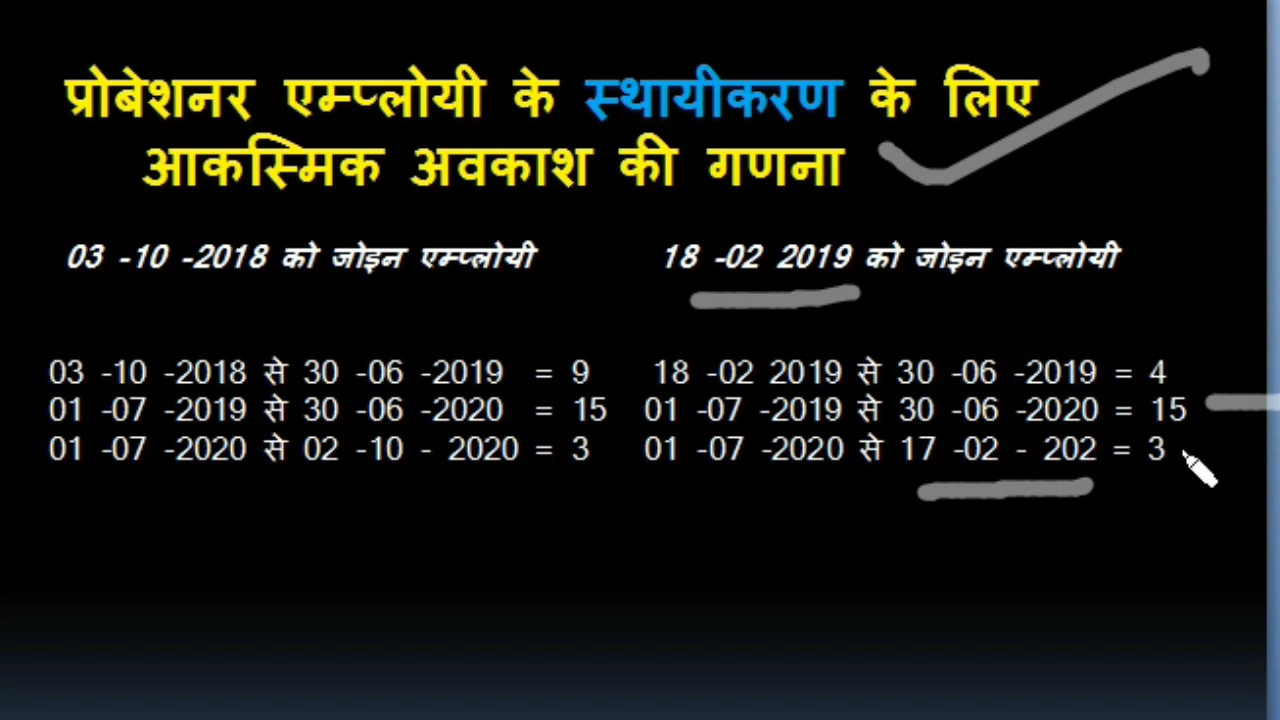 प्रोबेशनर एम्प्लोयी के स्थायीकरण के लिए
आकस्मिक अवकाश की गणना
03 -10 -2018 को जोइन एम्प्लोयी
03 -10 -2018 से 30 -06 -2019 = 9
01 -07 -2019 से 30 -06 -2020 = 15
01 -07 -2020 से 02 -10 - 2020 = 3
18 -02 2019 को जोइन एम्प्लोयी
18 -02 2019 से 30 -06 -2019 = 4
01 -07 -2019 से 30 -06 -2020 = 15
01 -07 -2020 से 17 -02 - 202 = 3